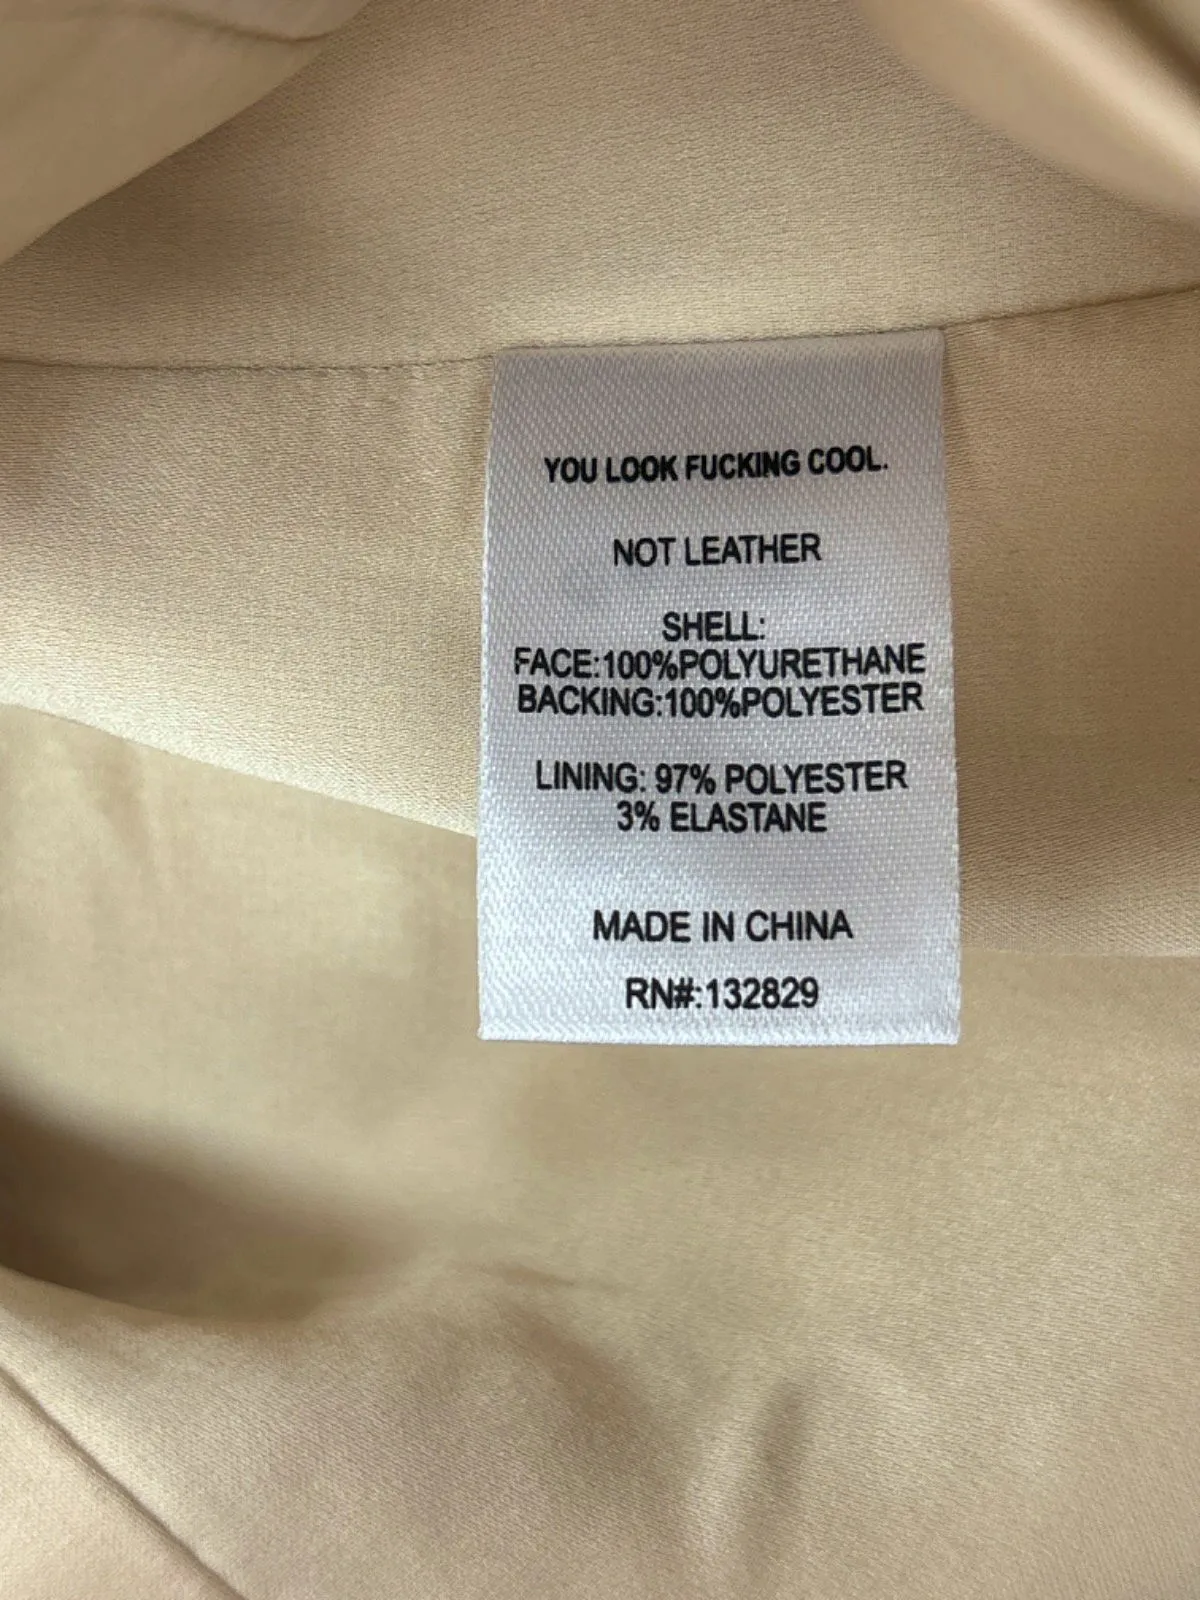 YOU LOOK FUCKING COOL.
NOT LEATHER
SHELL:
FACE:100%POLYURETHANE
BACKING:100%POLYESTER
LINING: 97% POLYESTER
3% ELASTANE
MADE IN CHINA
RN#:132829